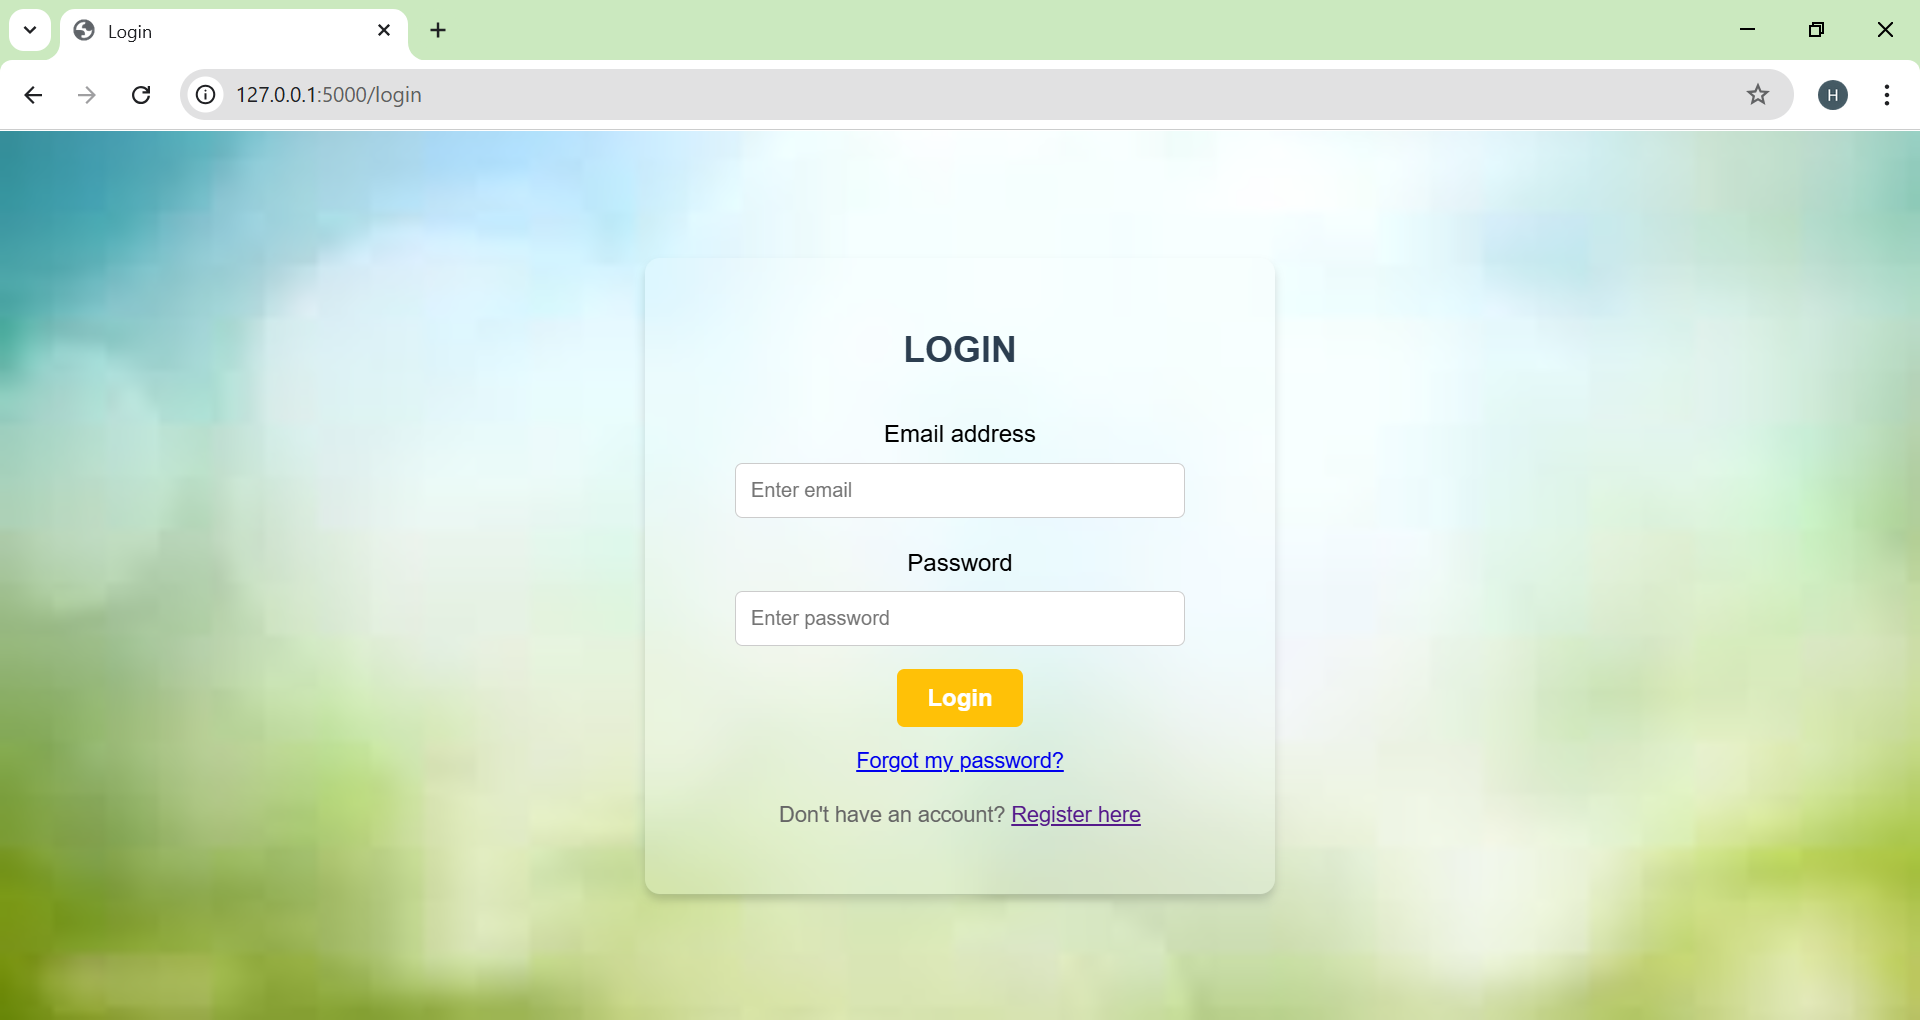 Login
127.0.0.1:5000/login
H
LOGIN
Email address
Enter email
Password
Enter password
Login
Forgot my password?
Don't have an account? Register here